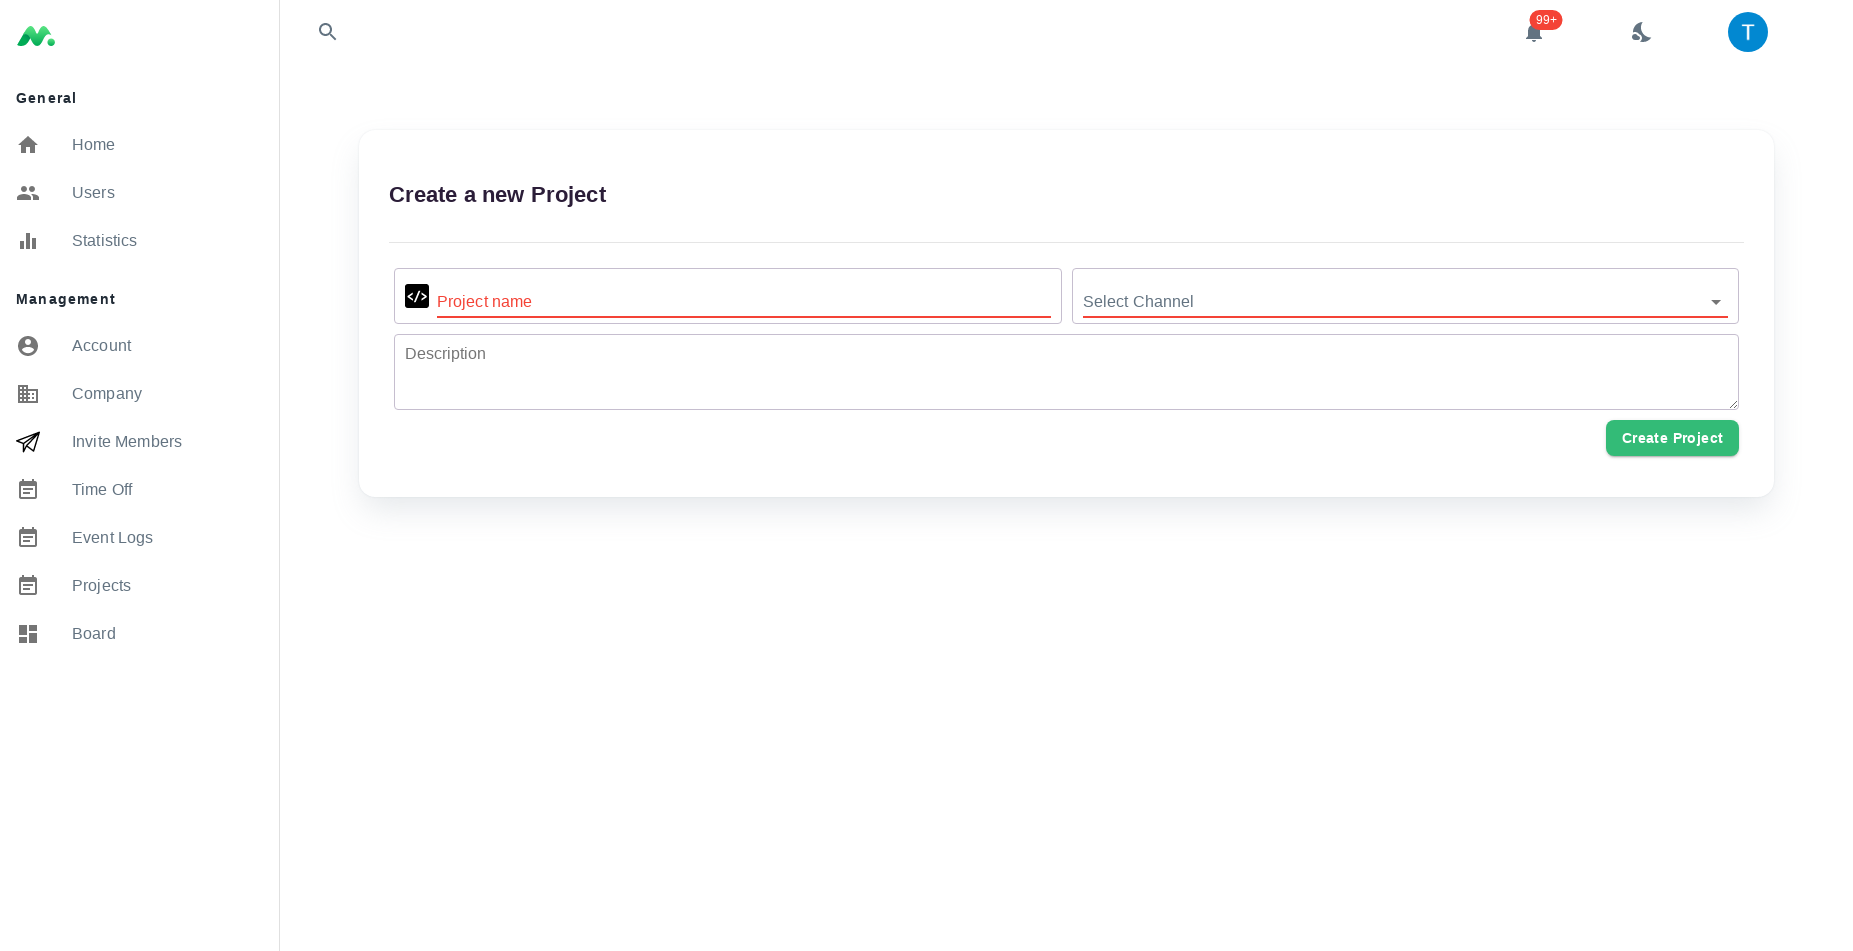 99+
T
General
Home
Users
Statistics
Management
Account
Company
Invite Members
Time Off
Event Logs
Projects
Board
Create a new Project
Project name
Select Channel
Description
Create Project